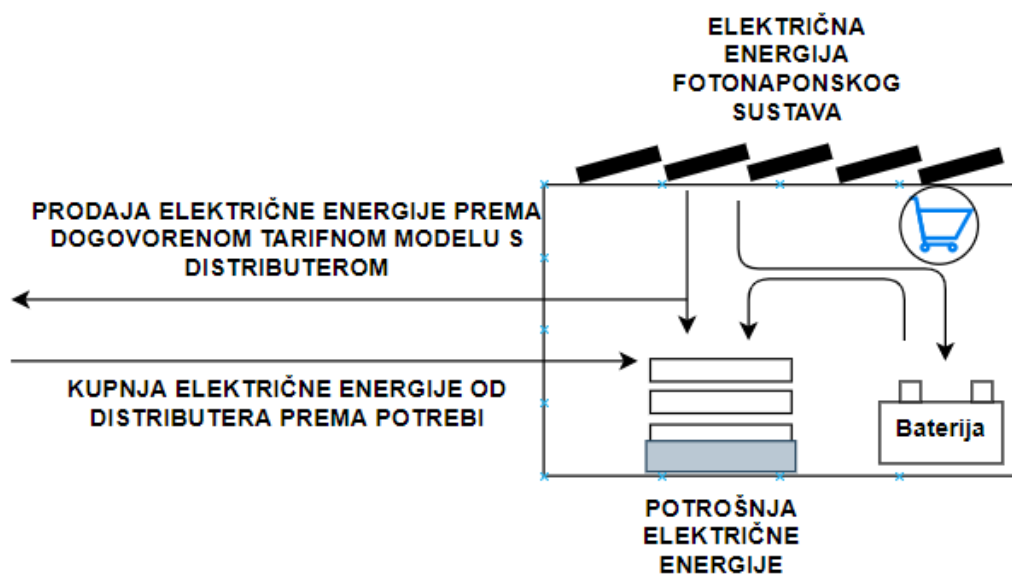 ELEKTRIČNA
ENERGIJA
FOTONAPONSKOG
SUSTAVA
PRODAJA ELEKTRIČNE ENERGIJE PREMA
DOGOVORENOM TARIFNOM MODELU S
DISTRIBUTEROM
KUPNJA ELEKTRIČNE ENERGIJE OD
DISTRIBUTERA PREMA POTREBI
Baterija
POTROŠNJA
ELEKTRIČNE
ENERGIJE